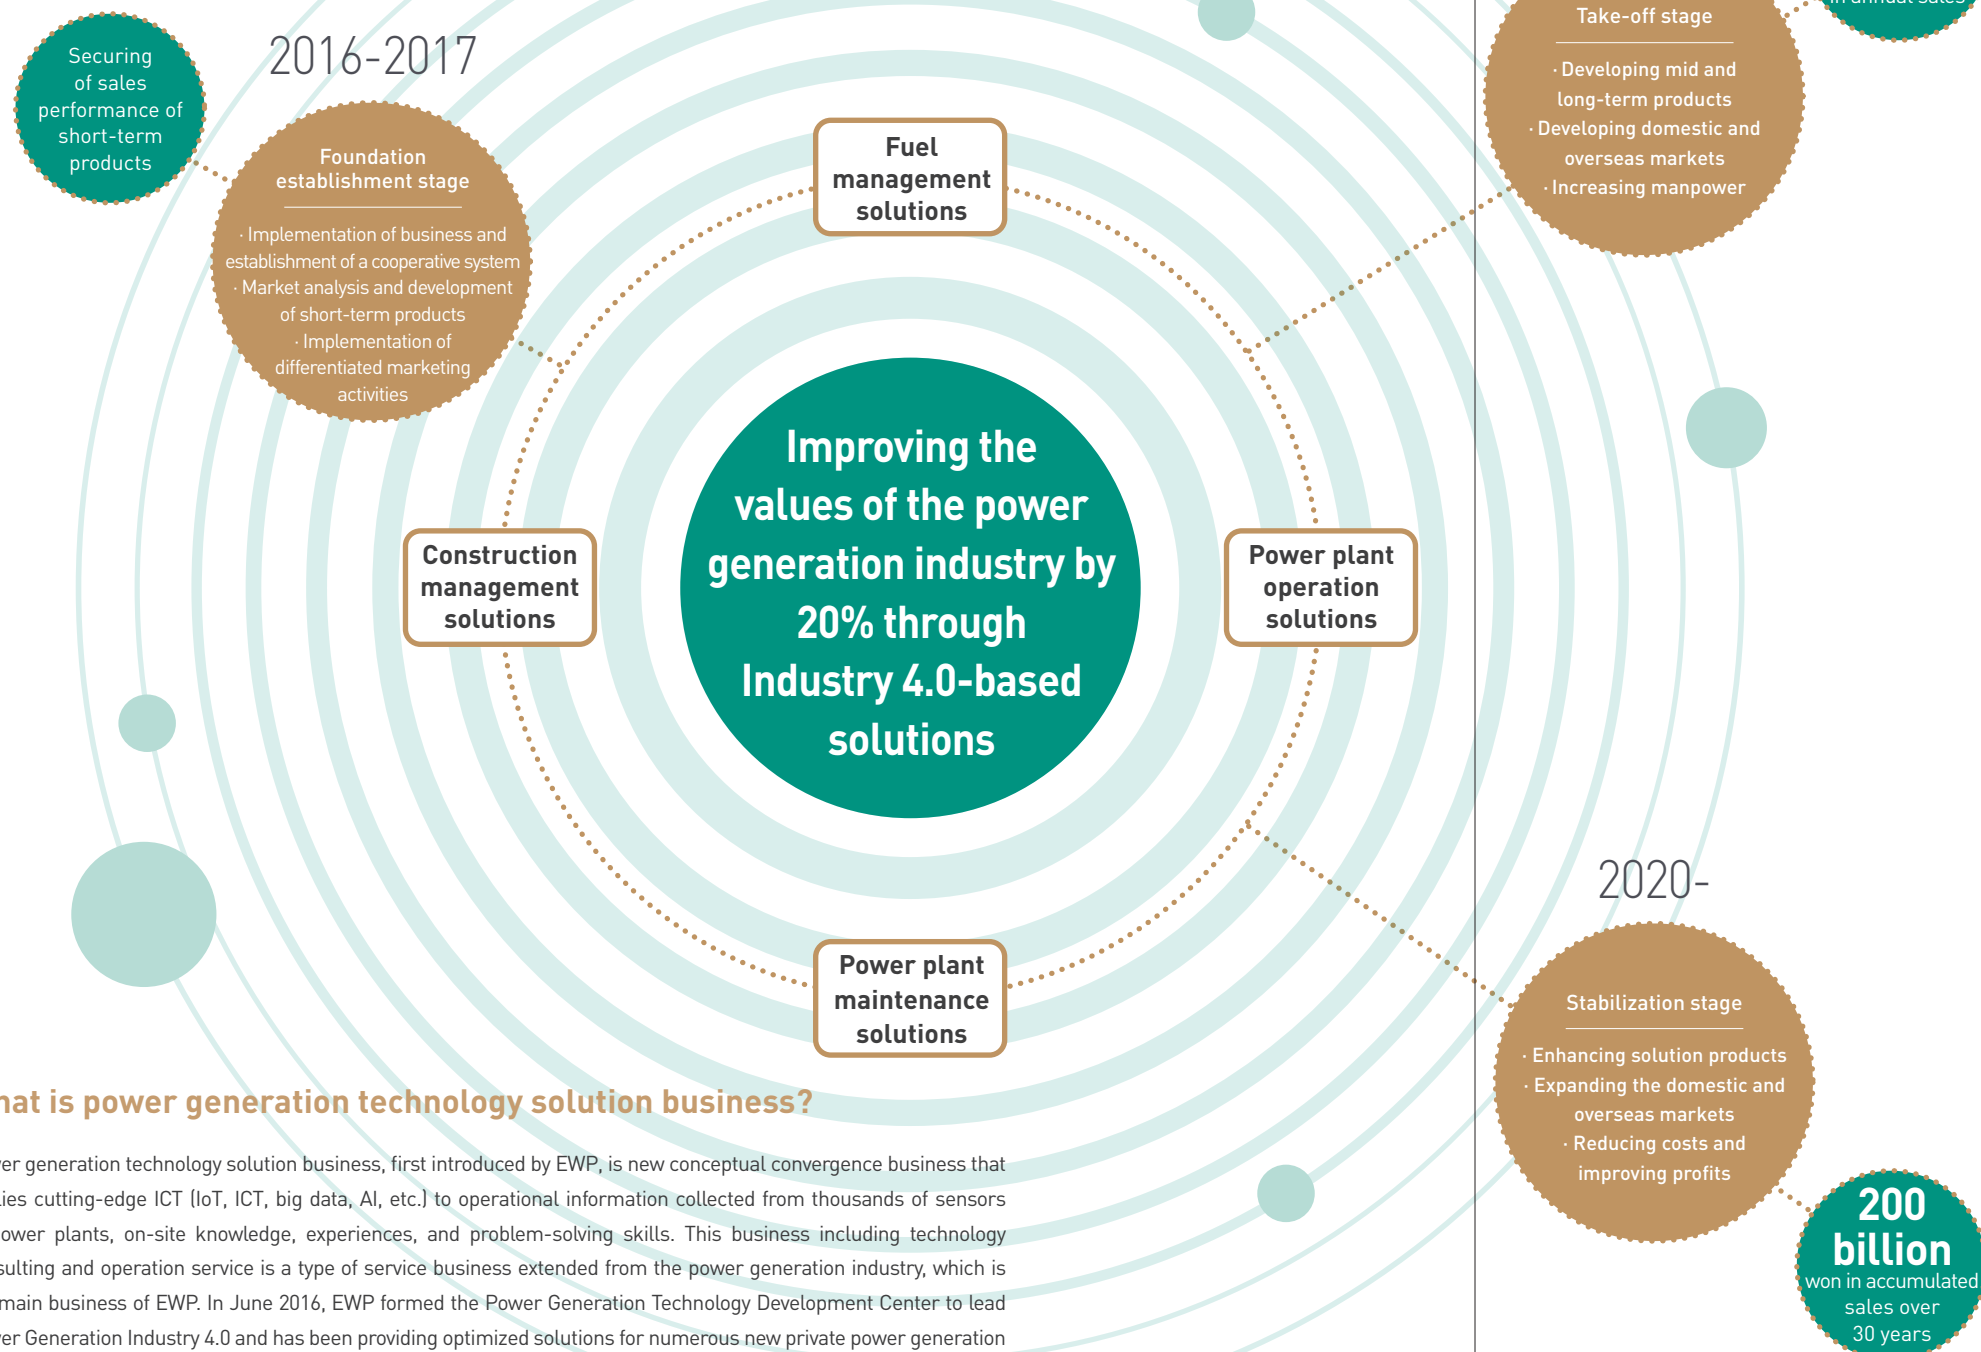 Securing
of sales
performance of
short-term
products
2016-2017
Foundation
establishment stage
· Implementation of business and
establishment of a cooperative system
· Market analysis and development
of short-term products
· Implementation of
differentiated marketing
activities
Fuel
management
solutions
Construction
management
solutions
Improving the
values of the power
generation industry by
20% through
Industry 4.0-based
solutions
Power plant
operation
solutions
Power plant
maintenance
solutions
in annual sales
Take-off stage
· Developing mid and
long-term products
· Developing domestic and
overseas markets
· Increasing manpower
2020-
Stabilization stage
· Enhancing solution products
· Expanding the domestic and
overseas markets
· Reducing costs and
improving profits
200
billion
won in accumulated
sales over
30 years
hat is power generation technology solution business?
er generation technology solution business, first introduced by EWP, is new conceptual convergence business that
lies cutting-edge ICT (IoT, ICT, big data, AI, etc.) to operational information collected from thousands of sensors
ower plants, on-site knowledge, experiences, and problem-solving skills. This business including technology
sulting and operation service is a type of service business extended from the power generation industry, which is
main business of EWP. In June 2016, EWP formed the Power Generation Technology Development Center to lead
er Generation Industry 4.0 and has been providing optimized solutions for numerous new private power generation